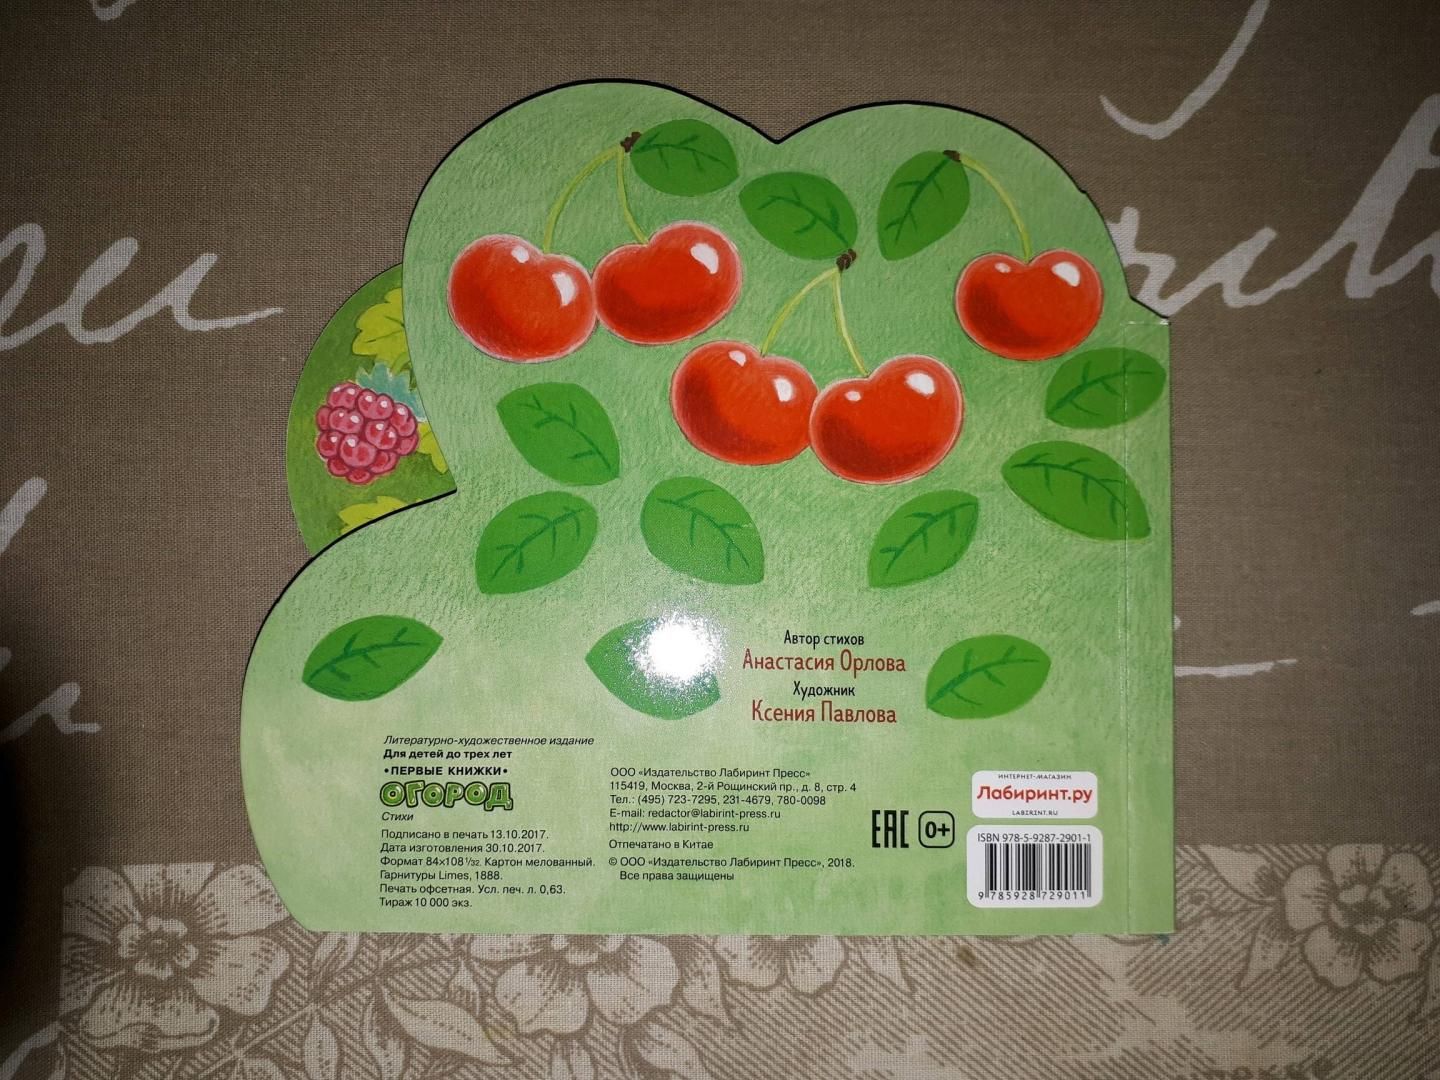 Автор стихов
Анастасия Орлова
Художник
Ксения Павлова
Литературно-художественное издание
Для детей до трех лет
•ПЕРВЫЕ КНИЖКИ•
ОГОРОД
Стихи
Подписано в печать 13.10.2017.
Дата изготовления 30.10.2017.
Формат 84×108 1/32. Картон мелованный.
Гарнитуры Limes, 1888.
Печать офсетная. Усл. печ. л. 0,63.
Тираж 10 000 экз.
ООО «Издательство Лабиринт Пресс»
115419, Москва, 2-й Рощинский пр., д. 8, стр. 4
Тел.: (495) 723-7295, 231-4679, 780-0098
E-mail: redactor@labirint-press.ru
http://www.labirint-press.ru
Отпечатано в Китае
© ООО «Издательство Лабиринт Пресс», 2018.
Все права защищены
EAC
0+
ИНТЕРНЕТ-МАГАЗИН
Лабиринт.ру
LABIRINT.RU
ISBN 978-5-9287-2901-1
9 785928 729011